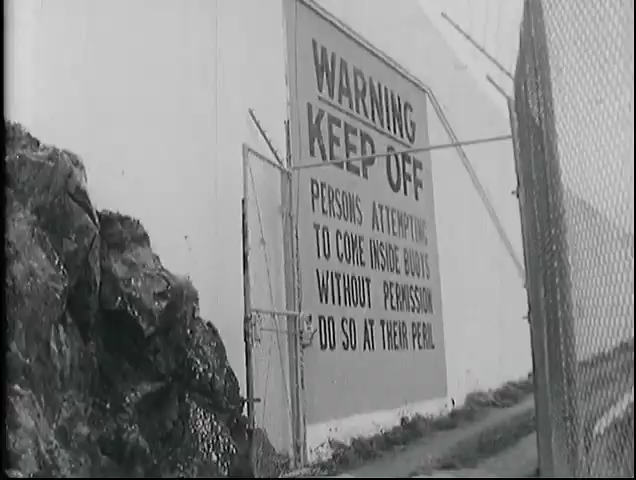 WARNING
KEEP OFF
PERSONS ATTEMPTING
TO COME INSIDE BUOYS
WITHOUT PERMISSION
DO SO AT THEIR PERIL